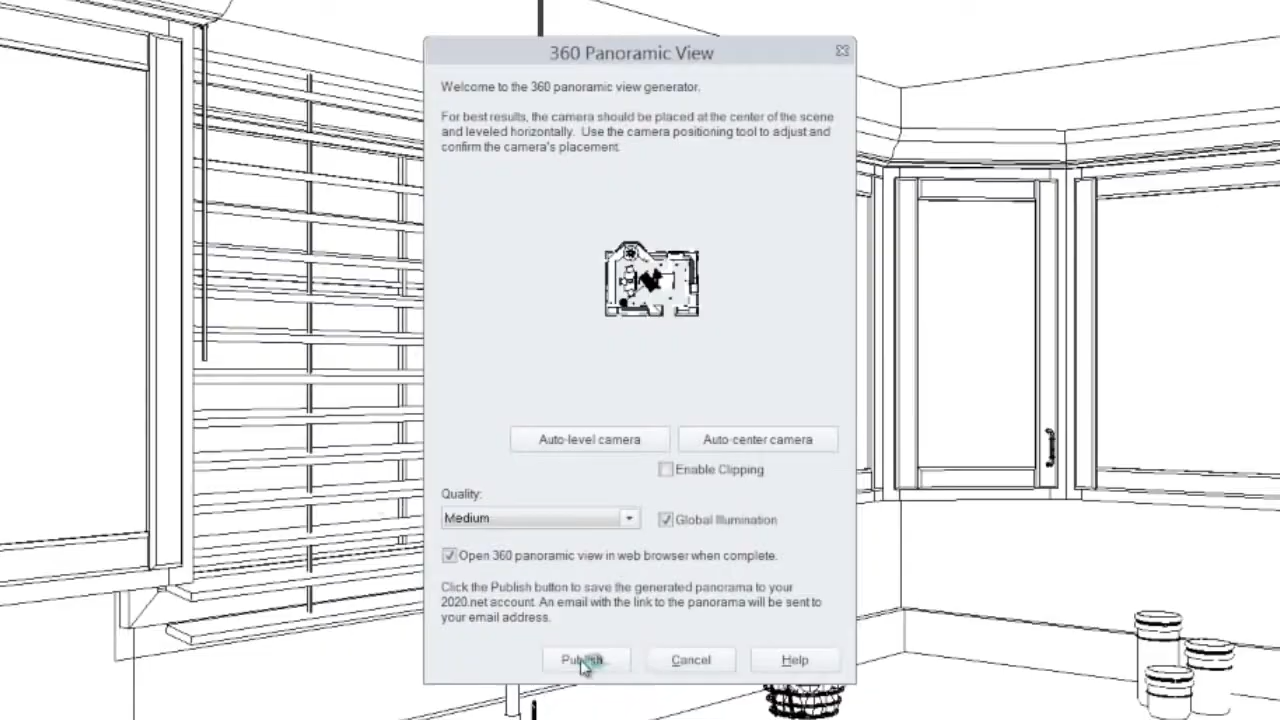 360 Panoramic View
Welcome to the 360 panoramic view generator.
For best results, the camera should be placed at the center of the scene
and leveled horizontally. Use the camera positioning tool to adjust and
confirm the camera's placement.
Auto-level camera
Auto-center camera
Enable Clipping
Quality:
Medium
Global Illumination
Open 360 panoramic view in web browser when complete.
Click the Publish button to save the generated panorama to your
2020.net account. An email with the link to the panorama will be sent to
your email address.
Publish
Cancel
Help